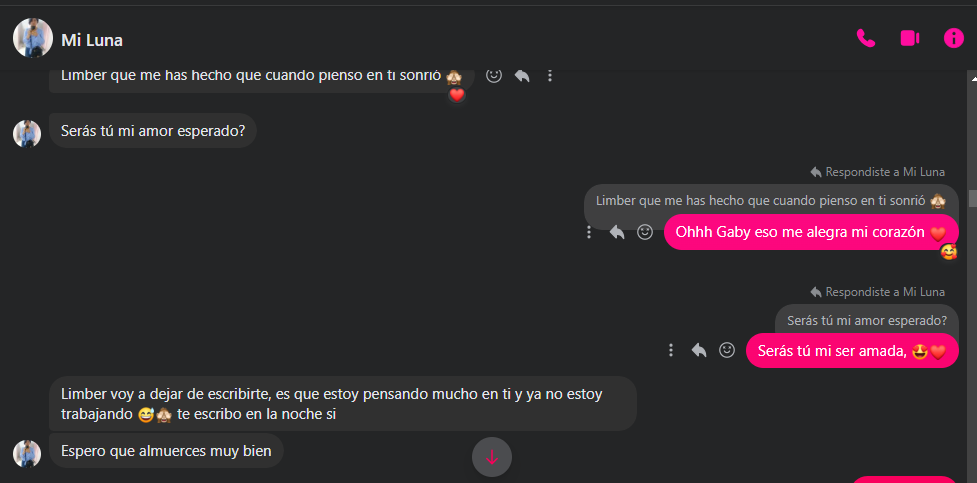 Mi Luna
Limber que me has hecho que cuando pienso en ti sonrió 🙈
Serás tú mi amor esperado?
Respondiste a Mi Luna
Limber que me has hecho que cuando pienso en ti sonrió 🙈
Ohhh Gaby eso me alegra mi corazón ❤️
Respondiste a Mi Luna
Serás tú mi amor esperado?
Serás tú mi ser amada, 🤩❤️
Limber voy a dejar de escribirte, es que estoy pensando mucho en ti y ya no estoy
trabajando 😅🙈 te escribo en la noche si
Espero que almuerces muy bien